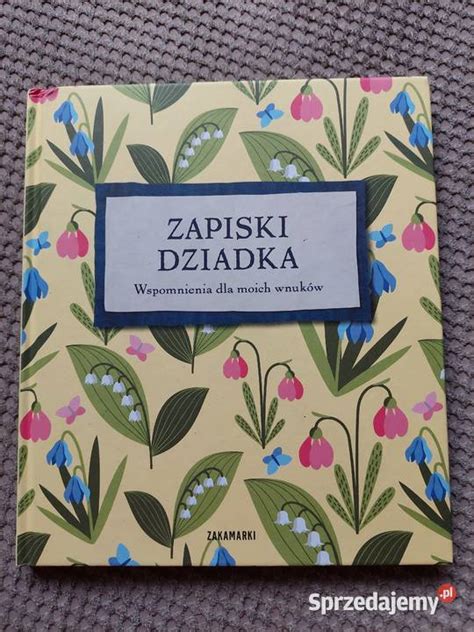 ZAPISKI
DZIADKA
Wspomnienia dla moich wnuków
ZAKAMARKI
Sprzedajemy.pl